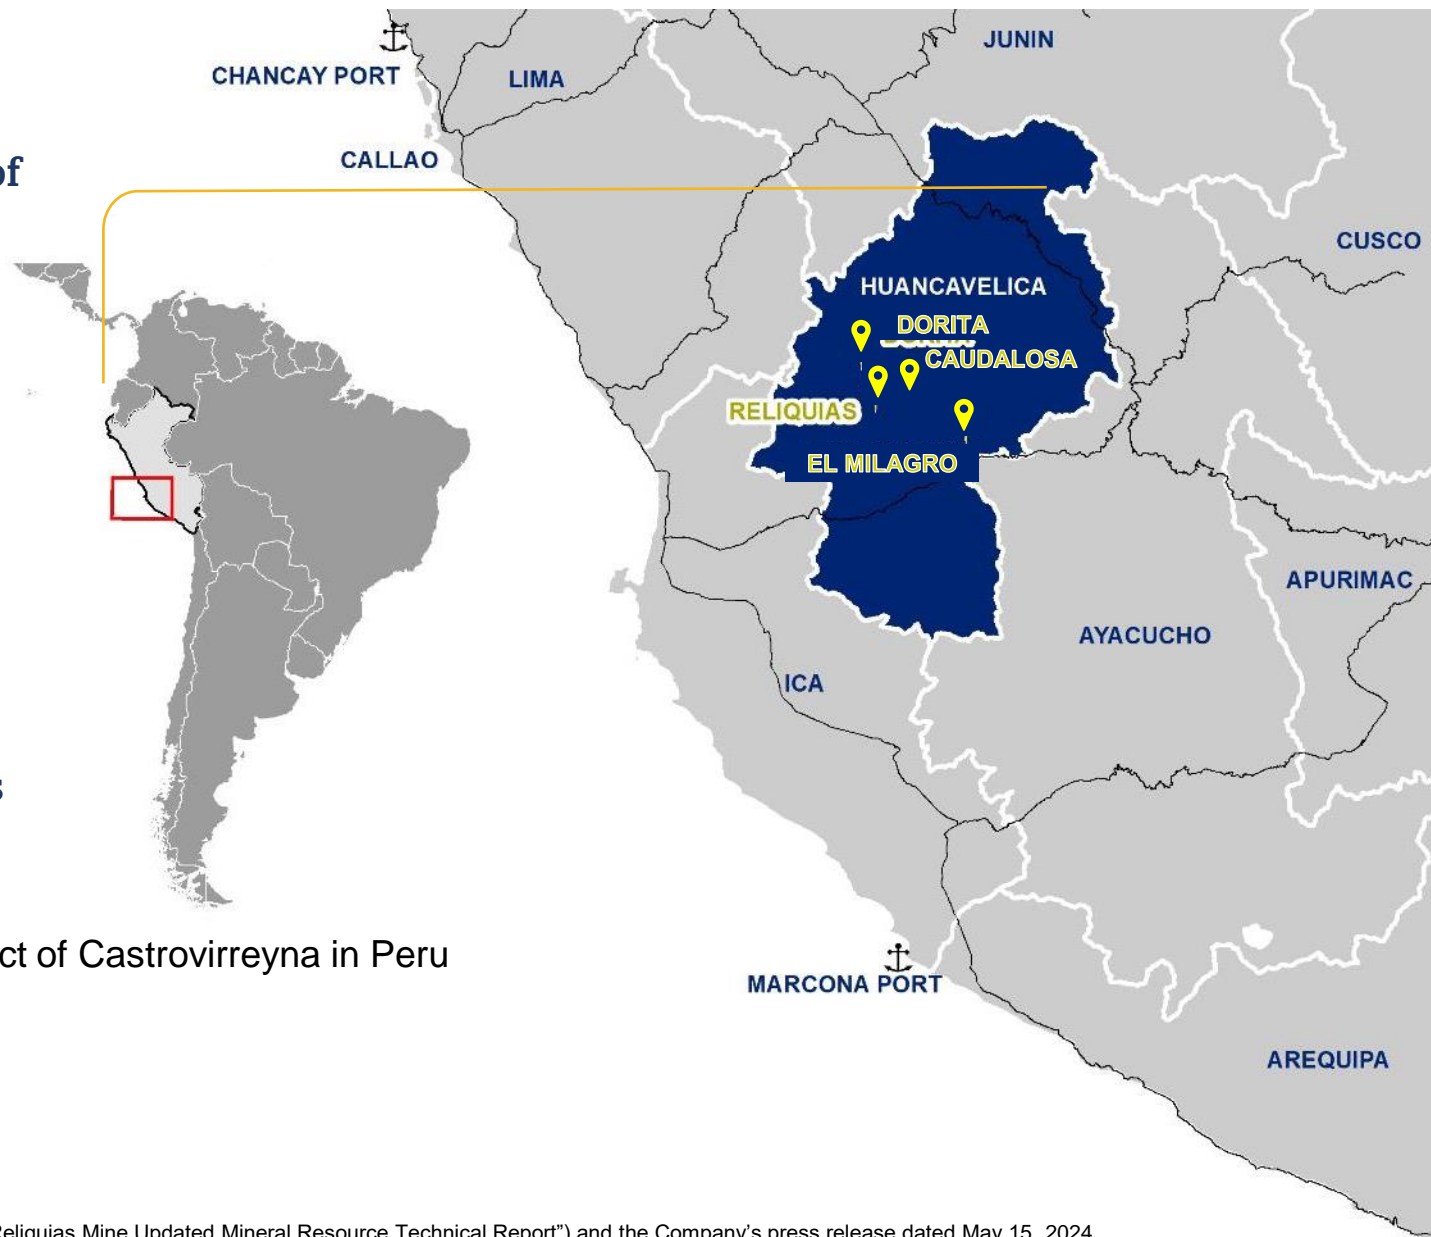 JUNIN
CHANCAY PORT
LIMA
CALLAO
of
CUSCO
HUANCAVELICA
DORITA
CAUDALOSA
RELIQUIAS
EL MILAGRO
APURIMAC
AYACUCHO
ICA
s
ct of Castrovirreyna in Peru
MARCONA PORT
AREQUIPA
Reliquias Mine Updated Mineral Resource Technical Report”) and the Company’s press release dated May 15, 2024